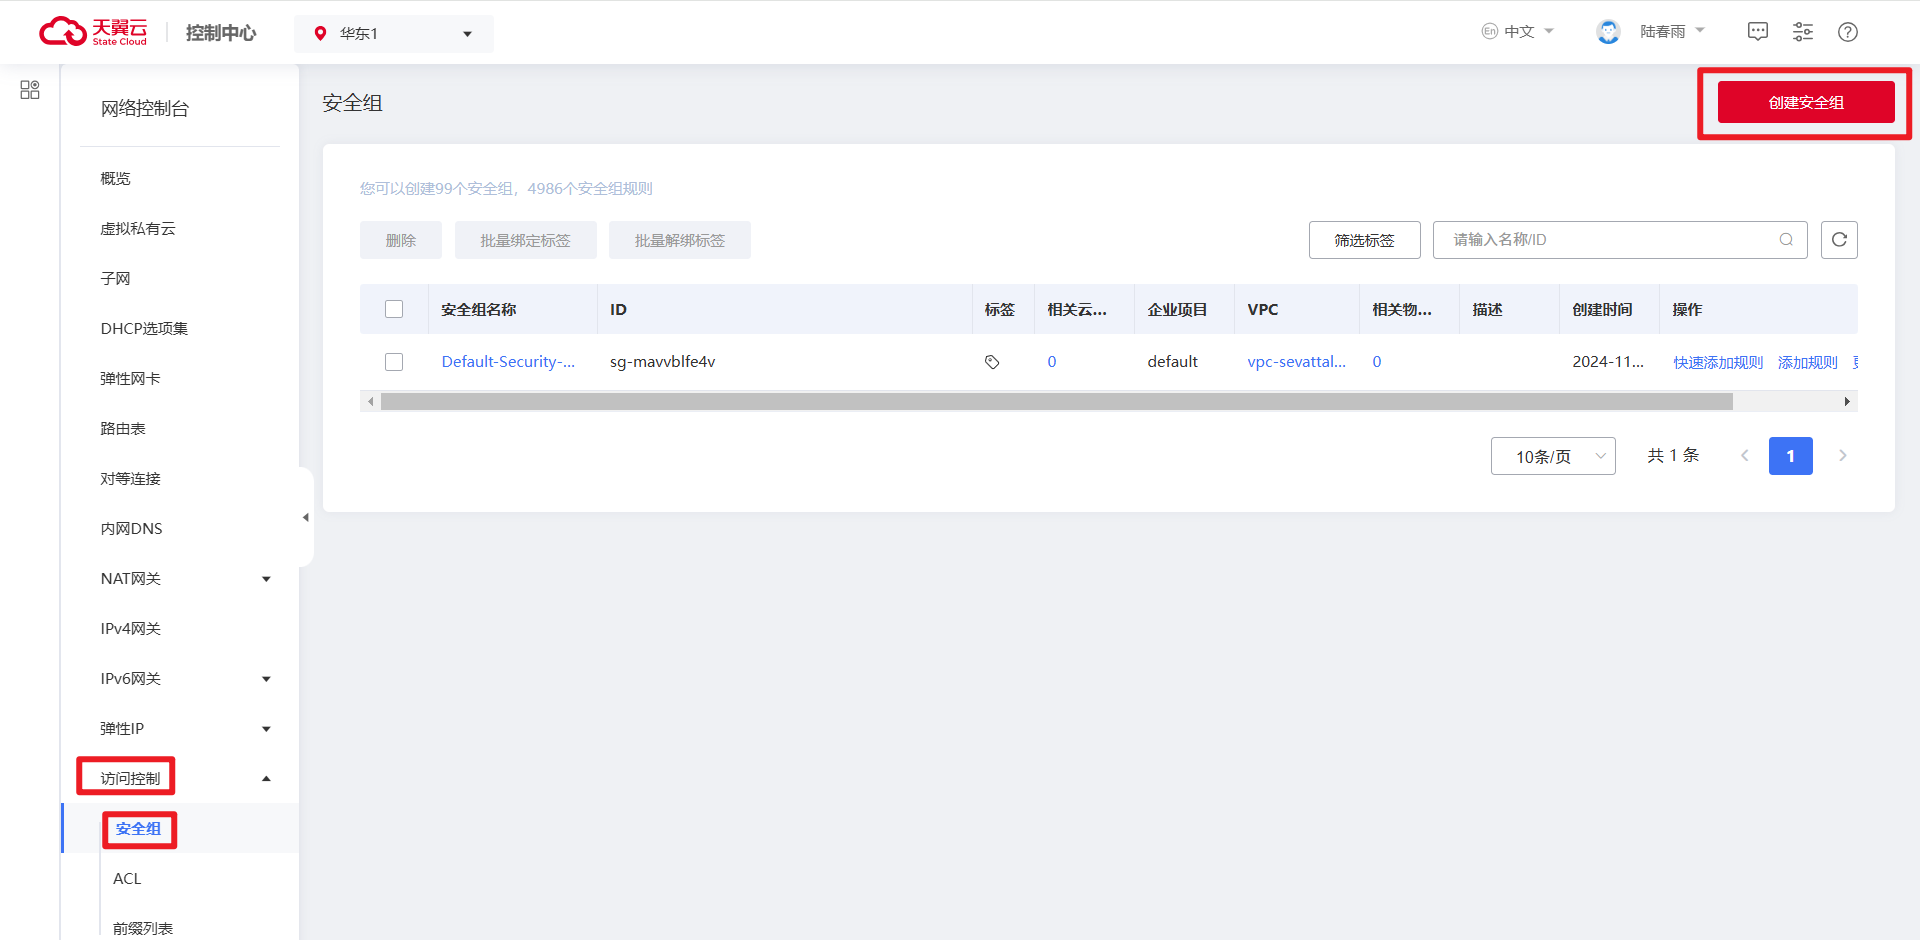 天翼云
State Cloud
控制中心
华东1
En 中文
陆春雨
网络控制台
概览
虚拟私有云
子网
DHCP选项集
弹性网卡
路由表
对等连接
内网DNS
NAT网关
IPv4网关
IPv6网关
弹性IP
访问控制
安全组
ACL
前缀列表
安全组
创建安全组
您可以创建99个安全组，4986个安全组规则
删除 批量绑定标签 批量解绑标签 筛选标签 请输入名称/ID
安全组名称 ID 标签 相关云... 企业项目 VPC 相关物... 描述 创建时间 操作
Default-Security-... sg-mavvblfe4v 0 default vpc-sevattal... 0 2024-11... 快速添加规则 添加规则
10条/页 共 1 条 1